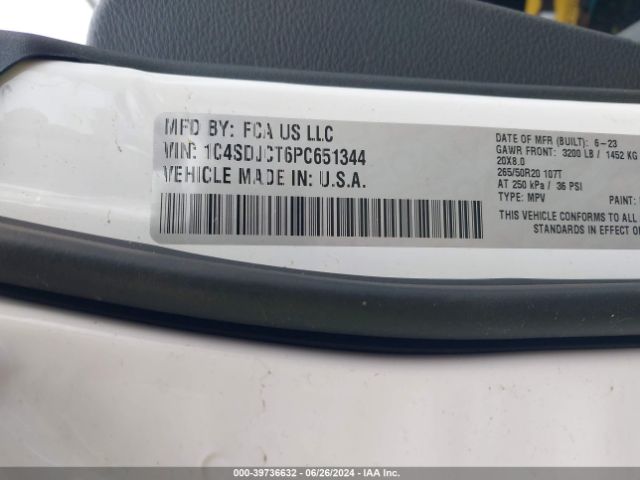 MFD BY: FCA US LLC
VIN: 1C4SDJCT6PC651344
VEHICLE MADE IN: U.S.A.
DATE OF MFR (BUILT): 6-23
GAWR FRONT: 3200 LB / 1452 KG
20X8.0
265/50R20 107T
AT 250 kPa / 36 PSI
TYPE: MPV PAINT:
THIS VEHICLE CONFORMS TO ALL
STANDARDS IN EFFECT
000-39736632 / 06/26/2024 - IAA Inc.